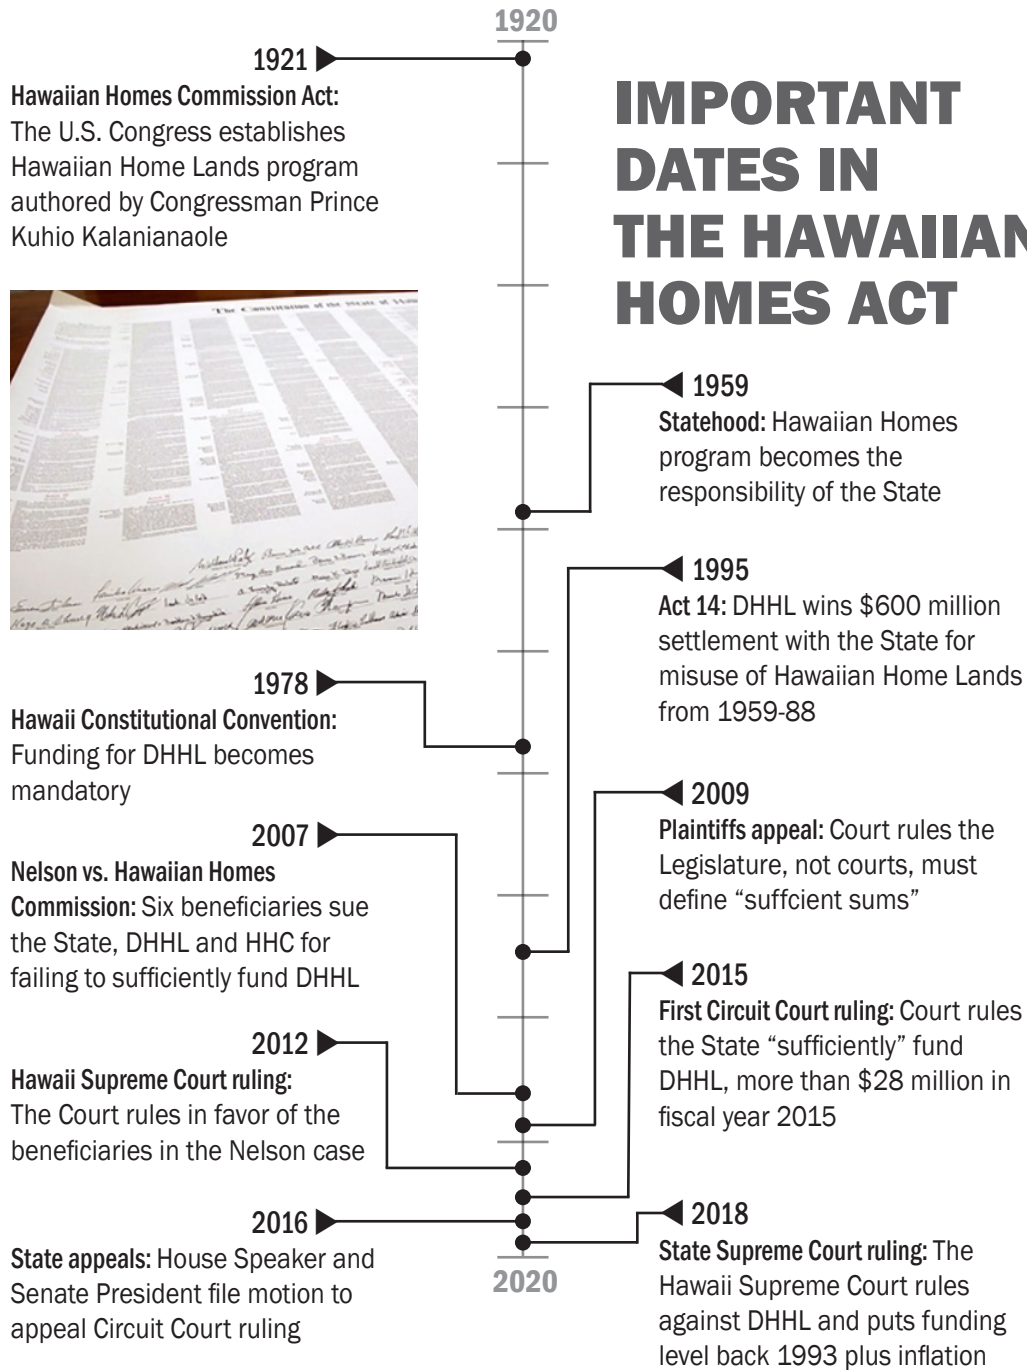 1920
IMPORTANT
DATES IN
THE HAWAIIAN
HOMES ACT
1921
Hawaiian Homes Commission Act:
The U.S. Congress establishes
Hawaiian Home Lands program
authored by Congressman Prince
Kuhio Kalanianaole
The Constitution of the State of
1959
Statehood: Hawaiian Homes
program becomes the
responsibility of the State
1978
Hawaii Constitutional Convention:
Funding for DHHL becomes
mandatory
1995
Act 14: DHHL wins $600 million
settlement with the State for
misuse of Hawaiian Home Lands
from 1959-88
2007
Nelson vs. Hawaiian Homes
Commission: Six beneficiaries sue
the State, DHHL and HHC for
failing to sufficiently fund DHHL
2009
Plaintiffs appeal: Court rules the
Legislature, not courts, must
define “suffcient sums”
2012
Hawaii Supreme Court ruling:
The Court rules in favor of the
beneficiaries in the Nelson case
2015
First Circuit Court ruling: Court rules
the State “sufficiently” fund
DHHL, more than $28 million in
fiscal year 2015
2016
State appeals: House Speaker and
Senate President file motion to
appeal Circuit Court ruling
2018
State Supreme Court ruling: The
Hawaii Supreme Court rules
against DHHL and puts funding
level back 1993 plus inflation
2020